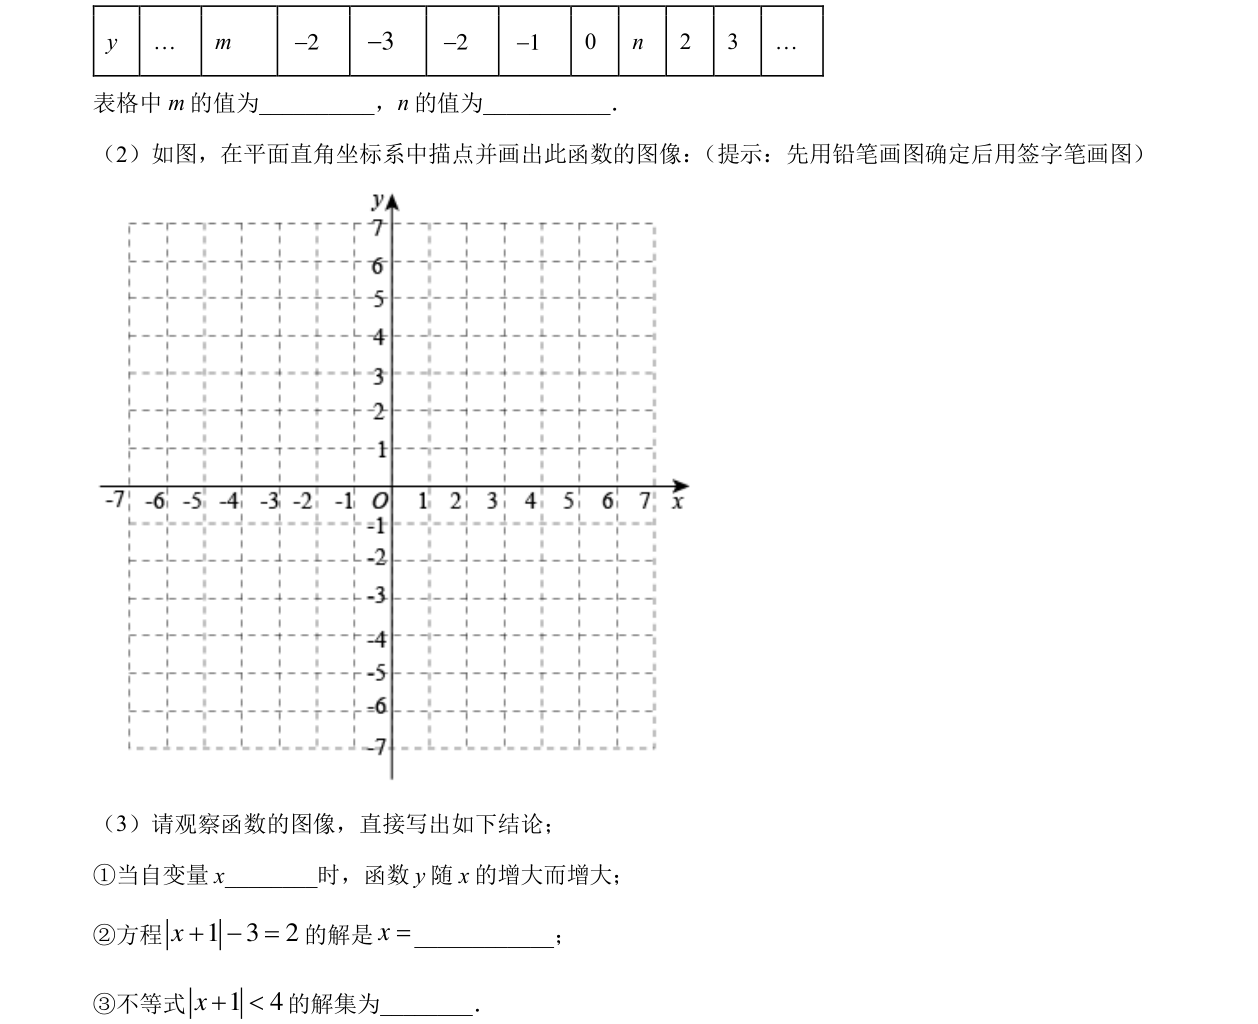 y … m –2 –3 –2 –1 0 n 2 3 …
表格中 m 的值为__________，n 的值为___________．
（2）如图，在平面直角坐标系中描点并画出此函数的图像：（提示：先用铅笔画图确定后用签字笔画图）
y
7
6
5
4
3
2
1
-7 -6 -5 -4 -3 -2 -1 O 1 2 3 4 5 6 7 x
-1
-2
-3
-4
-5
-6
-7
（3）请观察函数的图像，直接写出如下结论；
①当自变量 x________时，函数 y 随 x 的增大而增大；
②方程|x+1|−3=2 的解是 x=____________；
③不等式|x+1|<4 的解集为________．